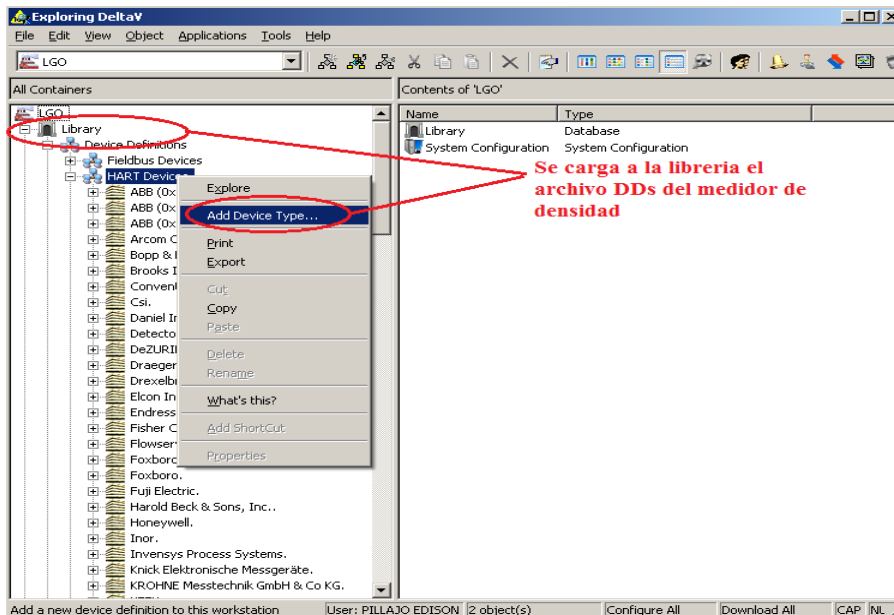 Exploring DeltaV
File Edit View Object Applications Tools Help
LGO
All Containers
Contents of 'LGO'
LGO
Library
Device Definitions
Fieldbus Devices
HART Devices
ABB (0x
ABB (0x
ABB (0x
Arcom C
Bopp &
Brooks I
Convent
Csi.
Daniel Ir
Detecto
DeZURI
Draeger
Drexelb
Elcon In
Endress
Fisher C
Flowser
Foxboro
Foxboro.
Fuji Electric.
Harold Beck & Sons, Inc..
Honeywell.
Inor.
Invensys Process Systems.
Knick Elektronische Messgeräte.
KROHNE Messtechnik GmbH & Co KG.
Explore
Add Device Type...
Print
Export
Cut
Copy
Paste
Delete
Rename
What's this?
Add ShortCut
Properties
Name Type
Library Database
System Configuration System Configuration
Se carga a la libreria el
archivo DDs del medidor de
densidad
Add a new device definition to this workstation User: PILLAJO EDISON 2 object(s) Configure All Download All CAP NL